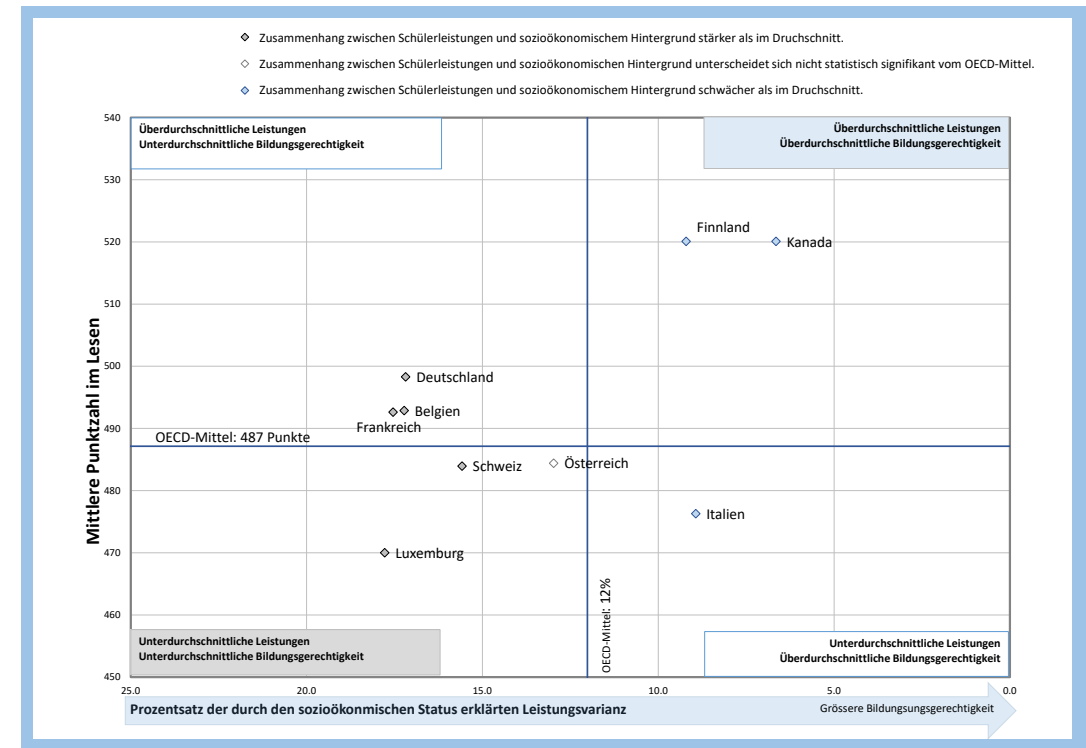 Zusammenhang zwischen Schülerleistungen und sozioökonomischem Hintergrund stärker als im Druchschnitt.
Zusammenhang zwischen Schülerleistungen und sozioökonomischen Hintergrund unterscheidet sich nicht statistisch signifikant vom OECD-Mittel.
Zusammenhang zwischen Schülerleistungen und sozioökonomischem Hintergrund schwächer als im Druchschnitt.
540
Überdurchschnittliche Leistungen
Unterdurchschnittliche Bildungsgerechtigkeit
Überdurchschnittliche Leistungen
Überdurchschnittliche Bildungsgerechtigkeit
530
520
Finnland
Kanada
510
500
Deutschland
Belgien
Frankreich
490
OECD-Mittel: 487 Punkte
Schweiz
Österreich
480
Italien
470
Luxemburg
460
OECD-Mittel: 12%
Mittlere Punktzahl im Lesen
Unterdurchschnittliche Leistungen
Unterdurchschnittliche Bildungsgerechtigkeit
Unterdurchschnittliche Leistungen
Überdurchschnittliche Bildungsgerechtigkeit
450
25.0 20.0 15.0 10.0 5.0 0.0
Prozentsatz der durch den sozioökonmischen Status erklärten Leistungsvarianz
Grössere Bildungsungsgerechtigkeit